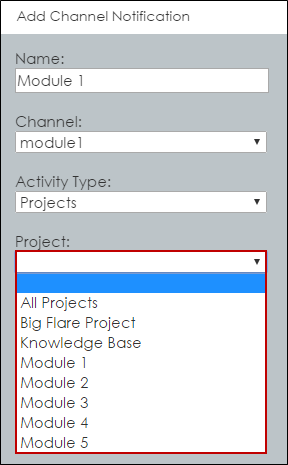 Add Channel Notification
Name:
Module 1
Channel:
module1
Activity Type:
Projects
Project:
All Projects
Big Flare Project
Knowledge Base
Module 1
Module 2
Module 3
Module 4
Module 5